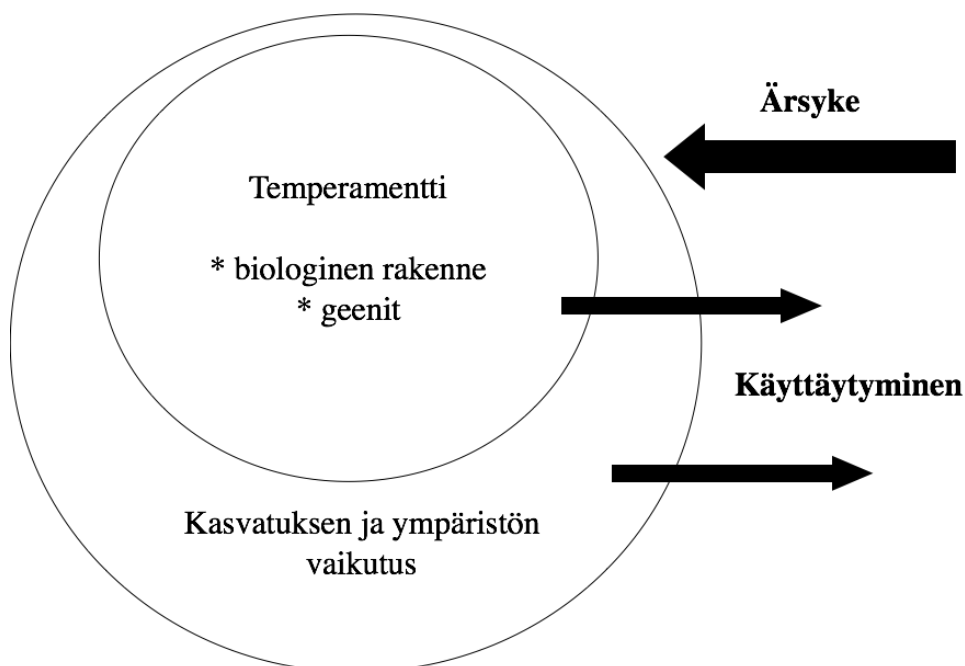 Ärsyke
Temperamentti
* biologinen rakenne
* geenit
Käyttäytyminen
Kasvatuksen ja ympäristön
vaikutus